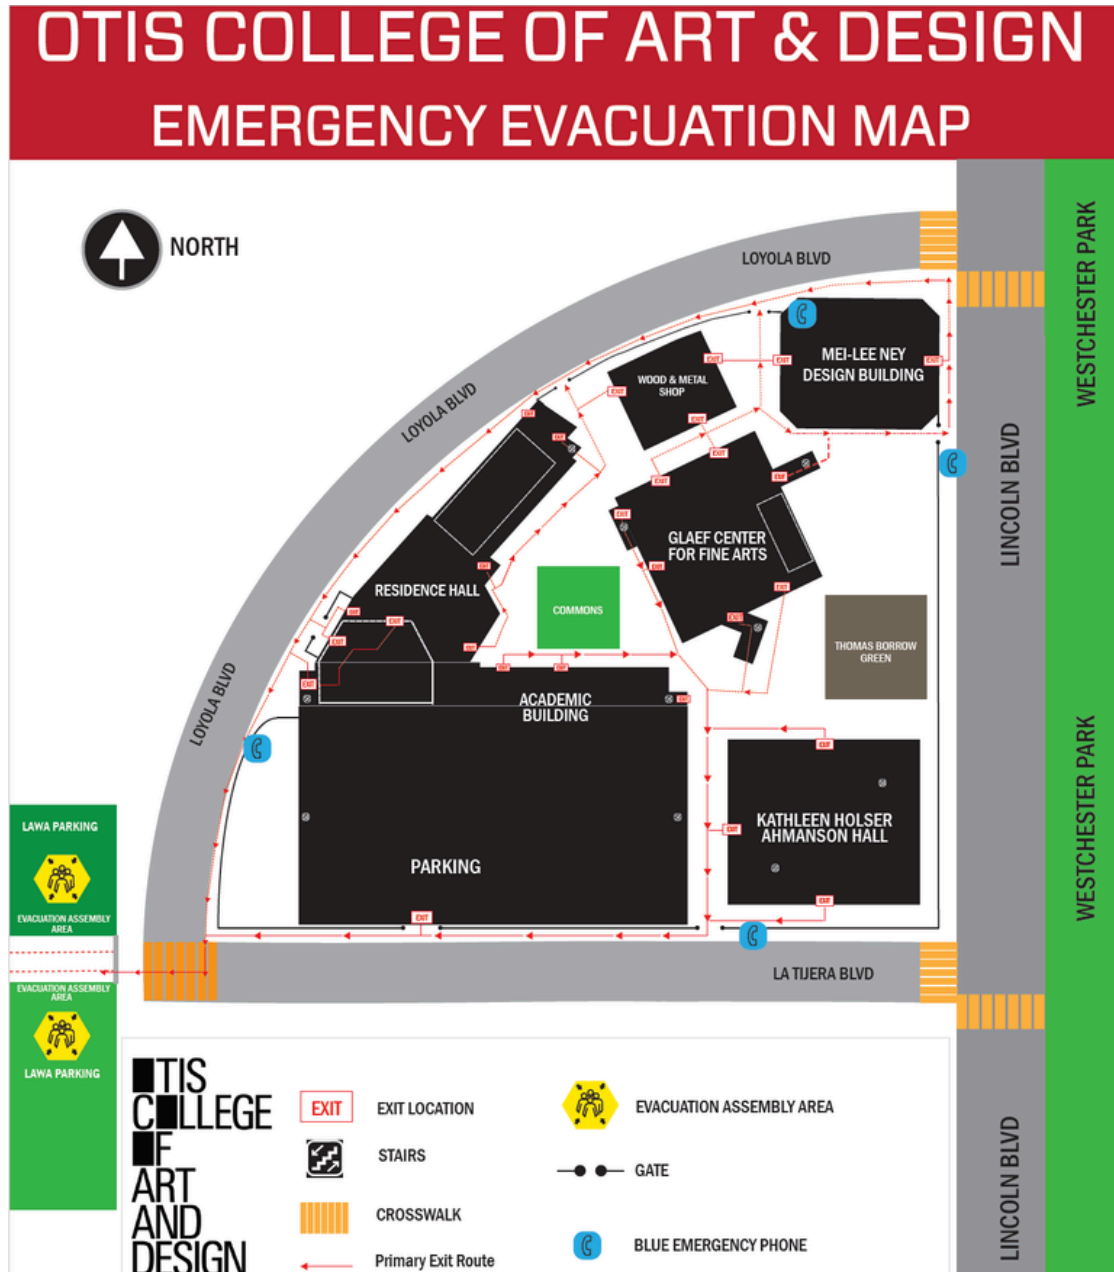 OTIS COLLEGE OF ART & DESIGN
EMERGENCY EVACUATION MAP
NORTH
LOYOLA BLVD
WESTCHESTER PARK
MEI-LEE NEY
DESIGN BUILDING
EXIT
EXIT
EXIT
WOOD & METAL
SHOP
EXIT
EXIT
LOYOLA BLVD
EXIT
EXIT
EXIT
EXIT
EXIT
LINCOLN BLVD
EXIT
GLAEF CENTER
FOR FINE ARTS
EXIT
EXIT
RESIDENCE HALL
EXIT
COMMONS
EXIT
EXIT
EXIT
EXIT
EXIT
THOMAS BORROW
GREEN
EXIT
EXIT
EXIT
EXIT
LOYOLA BLVD
ACADEMIC
BUILDING
EXIT
EXIT
WESTCHESTER PARK
KATHLEEN HOLSER
AHMANSON HALL
EXIT
EXIT
PARKING
EXIT
LAWA PARKING
EVACUATION ASSEMBLY
AREA
LA TIJERA BLVD
EVACUATION ASSEMBLY
AREA
LAWA PARKING
OTIS
COLLEGE
OF
ART
AND
DESIGN
EXIT EXIT LOCATION
STAIRS
CROSSWALK
Primary Exit Route
EVACUATION ASSEMBLY AREA
GATE
BLUE EMERGENCY PHONE
LINCOLN BLVD